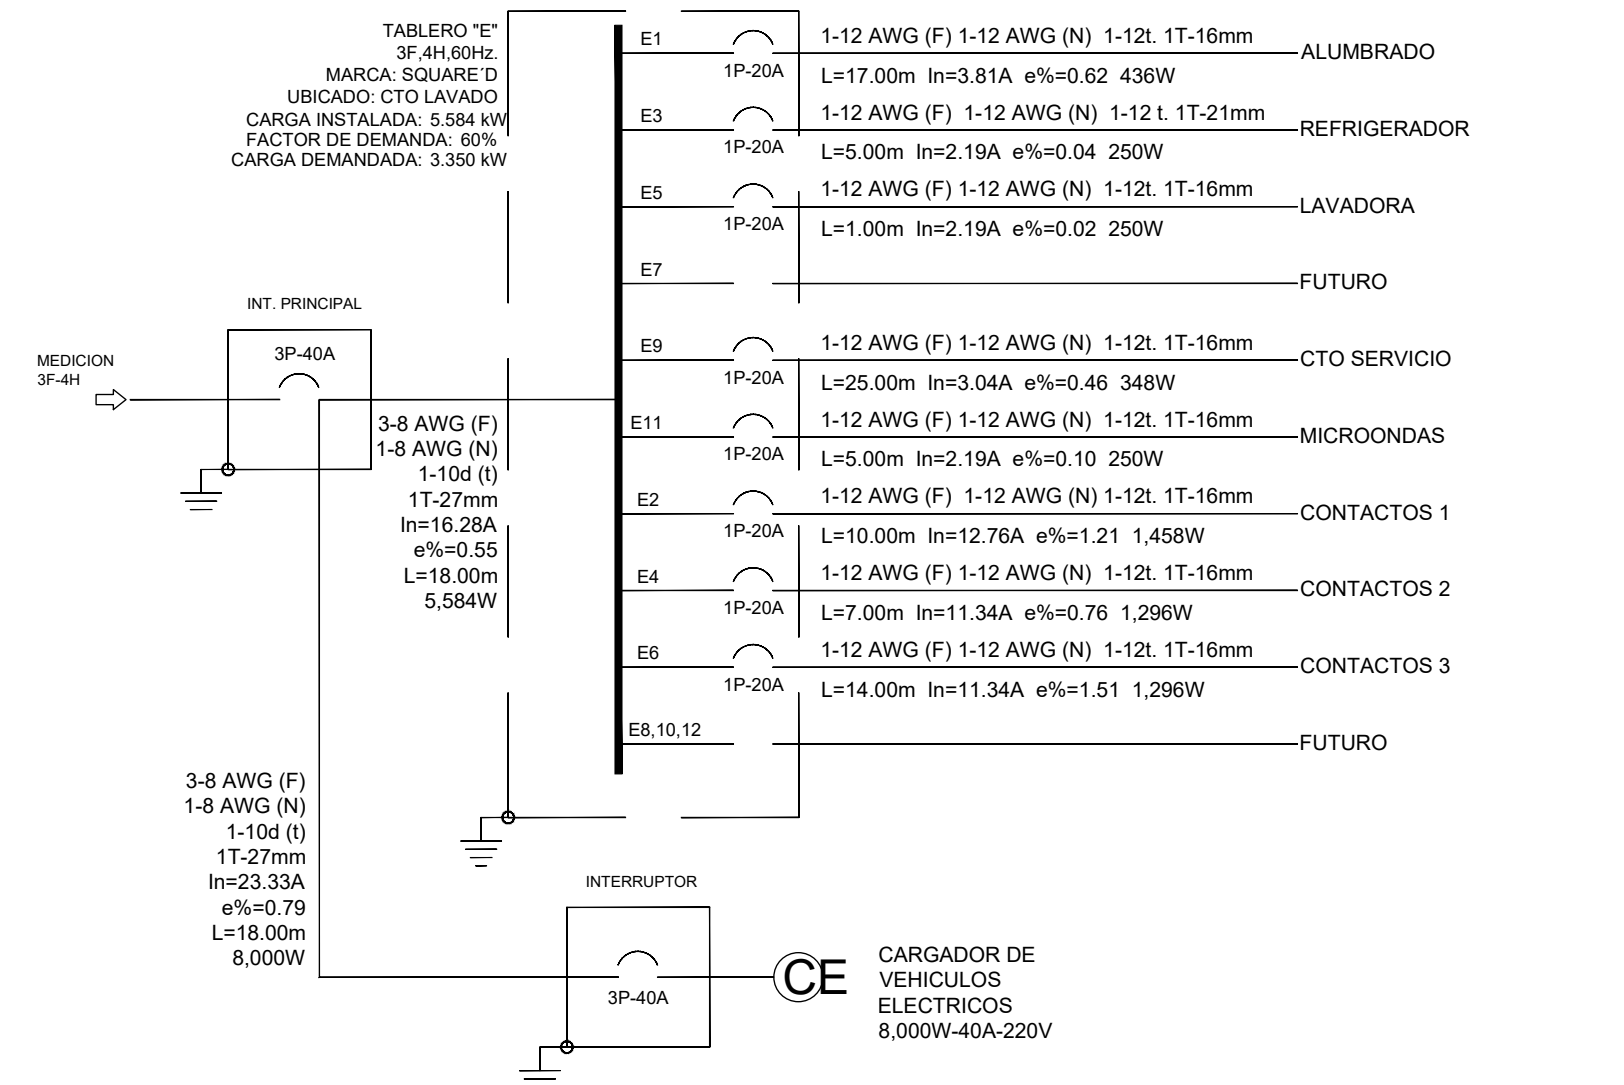 TABLERO "E"
3F,4H,60Hz.
MARCA: SQUARE´D
UBICADO: CTO LAVADO
CARGA INSTALADA: 5.584 kW
FACTOR DE DEMANDA: 60%
CARGA DEMANDADA: 3.350 kW
E1
1P-20A
1-12 AWG (F) 1-12 AWG (N) 1-12t. 1T-16mm
L=17.00m In=3.81A e%=0.62 436W
ALUMBRADO
E3
1P-20A
1-12 AWG (F) 1-12 AWG (N) 1-12 t. 1T-21mm
L=5.00m In=2.19A e%=0.04 250W
REFRIGERADOR
E5
1P-20A
1-12 AWG (F) 1-12 AWG (N) 1-12t. 1T-16mm
L=1.00m In=2.19A e%=0.02 250W
LAVADORA
E7
FUTURO
E9
1P-20A
1-12 AWG (F) 1-12 AWG (N) 1-12t. 1T-16mm
L=25.00m In=3.04A e%=0.46 348W
CTO SERVICIO
E11
1P-20A
1-12 AWG (F) 1-12 AWG (N) 1-12t. 1T-16mm
L=5.00m In=2.19A e%=0.10 250W
MICROONDAS
E2
1P-20A
1-12 AWG (F) 1-12 AWG (N) 1-12t. 1T-16mm
L=10.00m In=12.76A e%=1.21 1,458W
CONTACTOS 1
E4
1P-20A
1-12 AWG (F) 1-12 AWG (N) 1-12t. 1T-16mm
L=7.00m In=11.34A e%=0.76 1,296W
CONTACTOS 2
E6
1P-20A
1-12 AWG (F) 1-12 AWG (N) 1-12t. 1T-16mm
L=14.00m In=11.34A e%=1.51 1,296W
CONTACTOS 3
E8,10,12
FUTURO
INT. PRINCIPAL
3P-40A
MEDICION
3F-4H
3-8 AWG (F)
1-8 AWG (N)
1-10d (t)
1T-27mm
In=16.28A
e%=0.55
L=18.00m
5,584W
3-8 AWG (F)
1-8 AWG (N)
1-10d (t)
1T-27mm
In=23.33A
e%=0.79
L=18.00m
8,000W
INTERRUPTOR
3P-40A
CE
CARGADOR DE
VEHICULOS
ELECTRICOS
8,000W-40A-220V